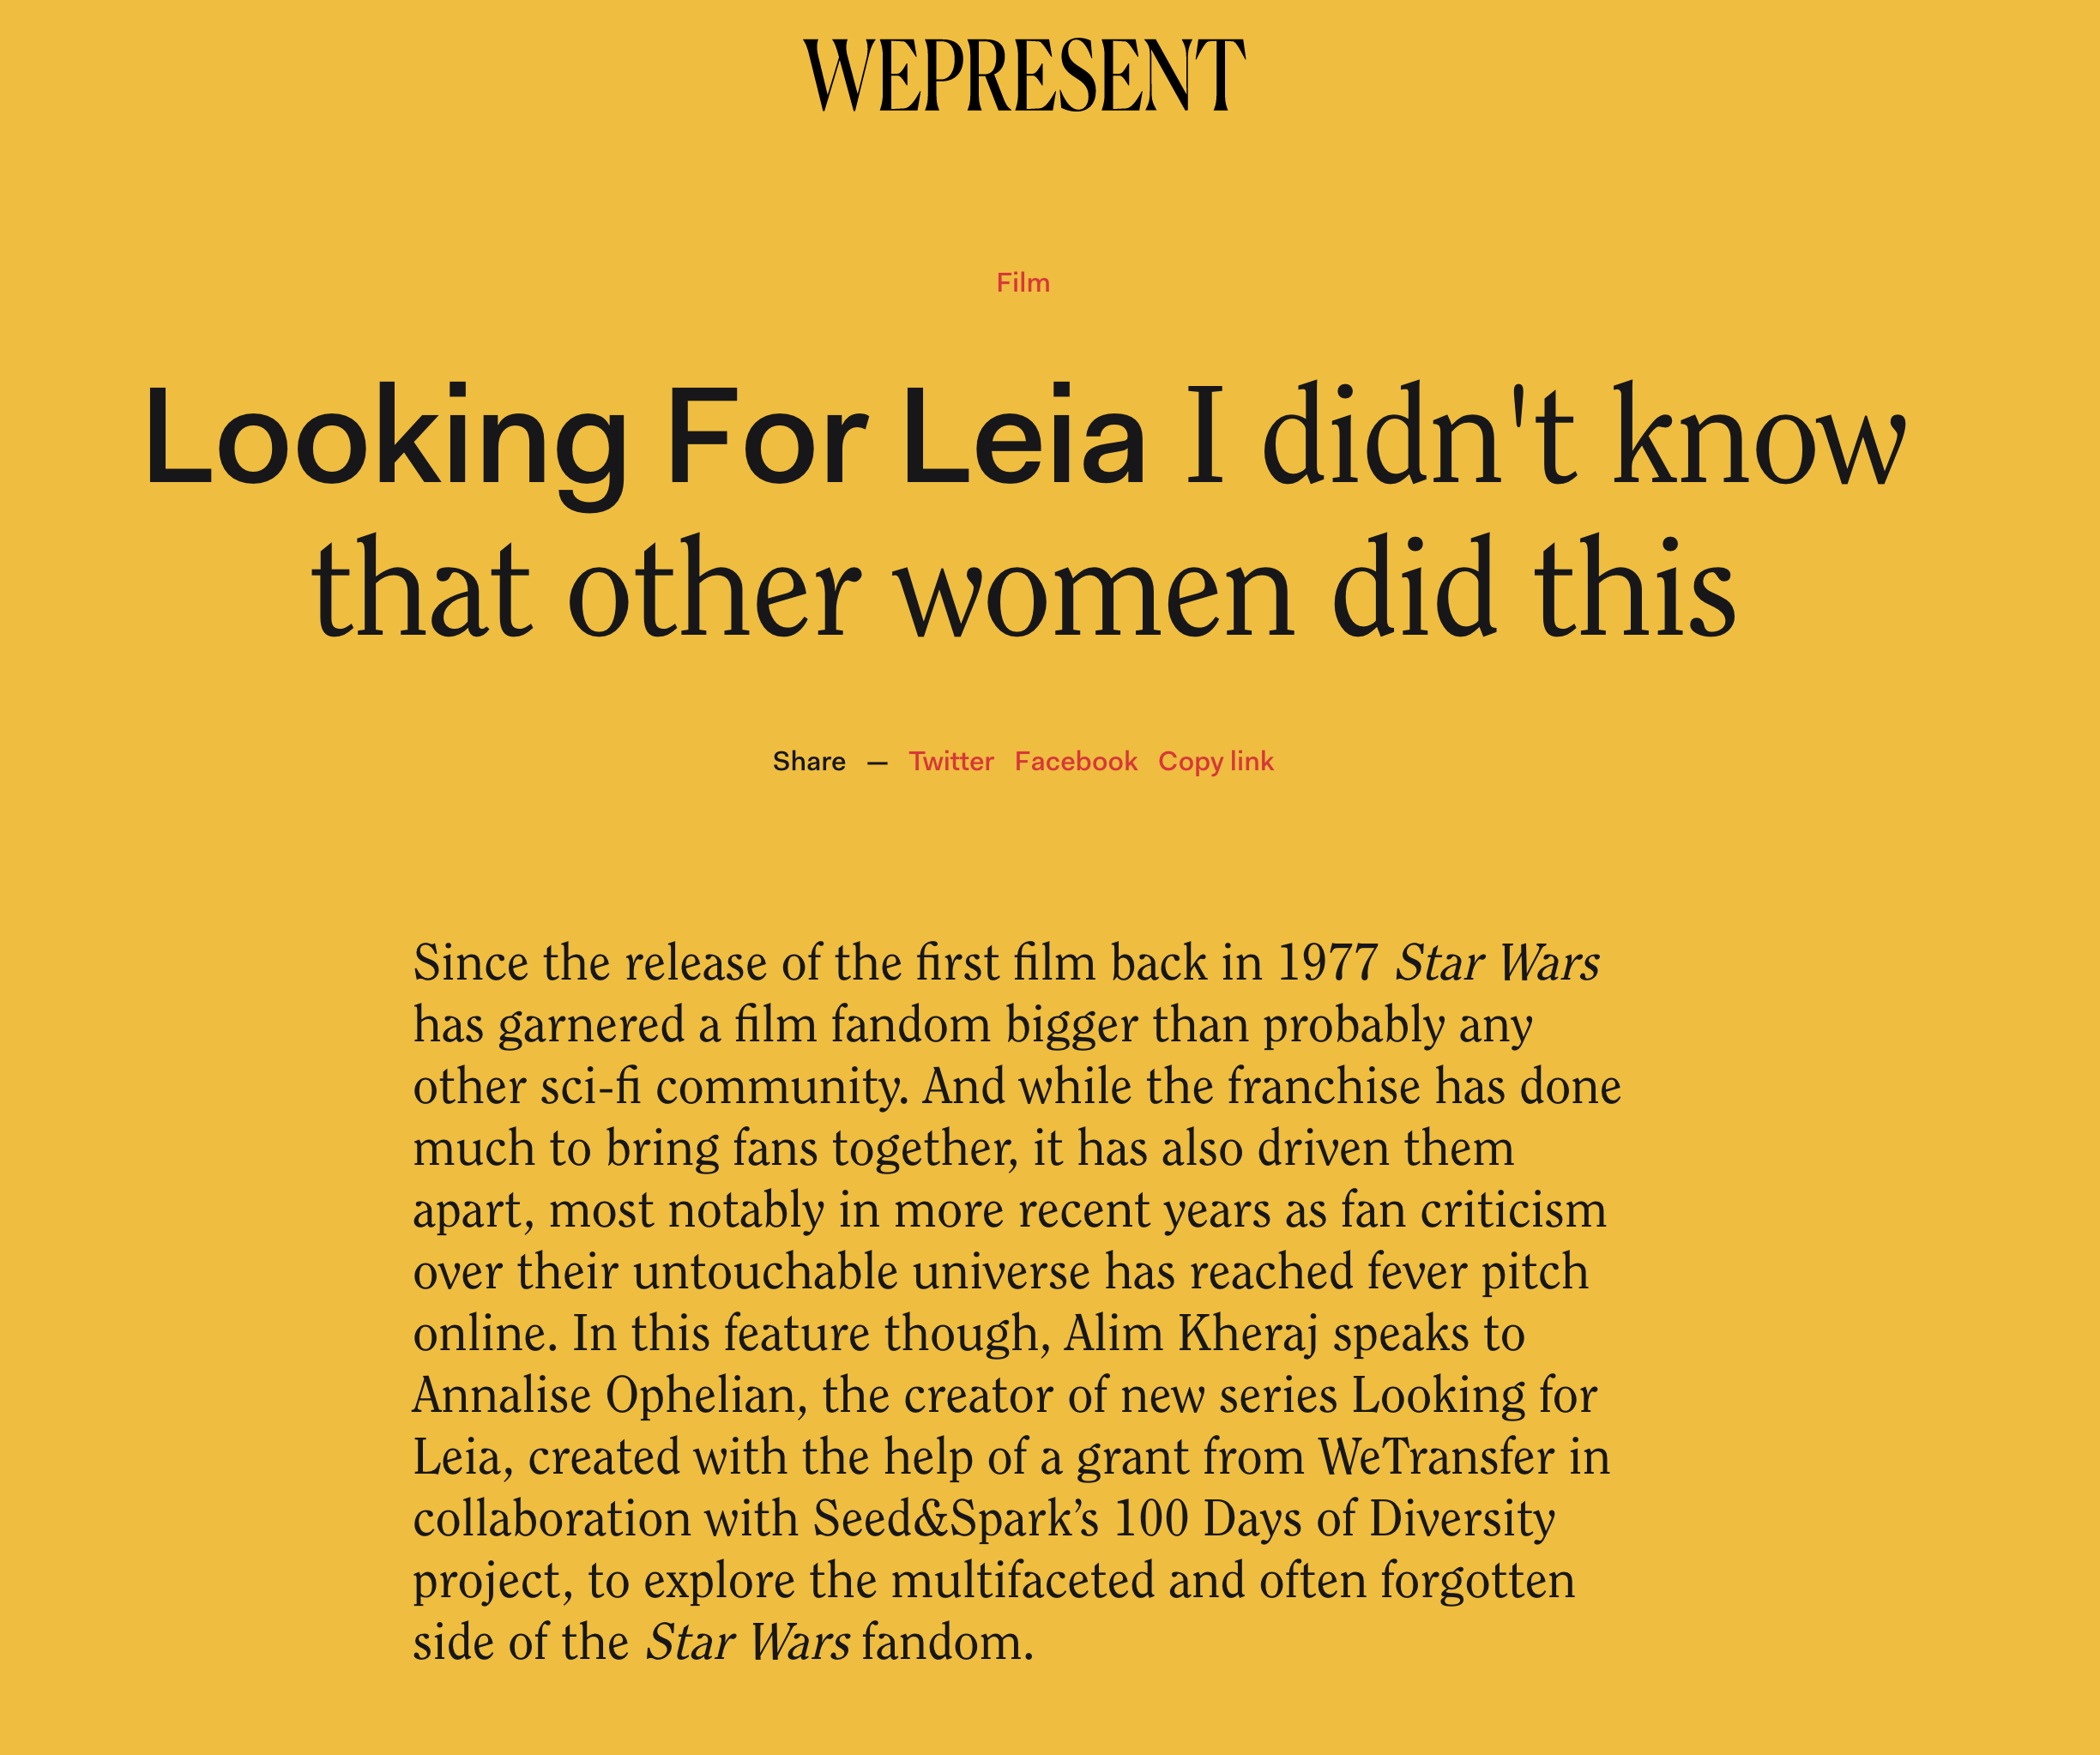 WEPRESENT
Film
Looking For Leia I didn't know
that other women did this
Share — Twitter Facebook Copy link
Since the release of the first film back in 1977 Star Wars
has garnered a film fandom bigger than probably any
other sci-fi community. And while the franchise has done
much to bring fans together, it has also driven them
apart, most notably in more recent years as fan criticism
over their untouchable universe has reached fever pitch
online. In this feature though, Alim Kheraj speaks to
Annalise Ophelian, the creator of new series Looking for
Leia, created with the help of a grant from WeTransfer in
collaboration with Seed&Spark’s 100 Days of Diversity
project, to explore the multifaceted and often forgotten
side of the Star Wars fandom.